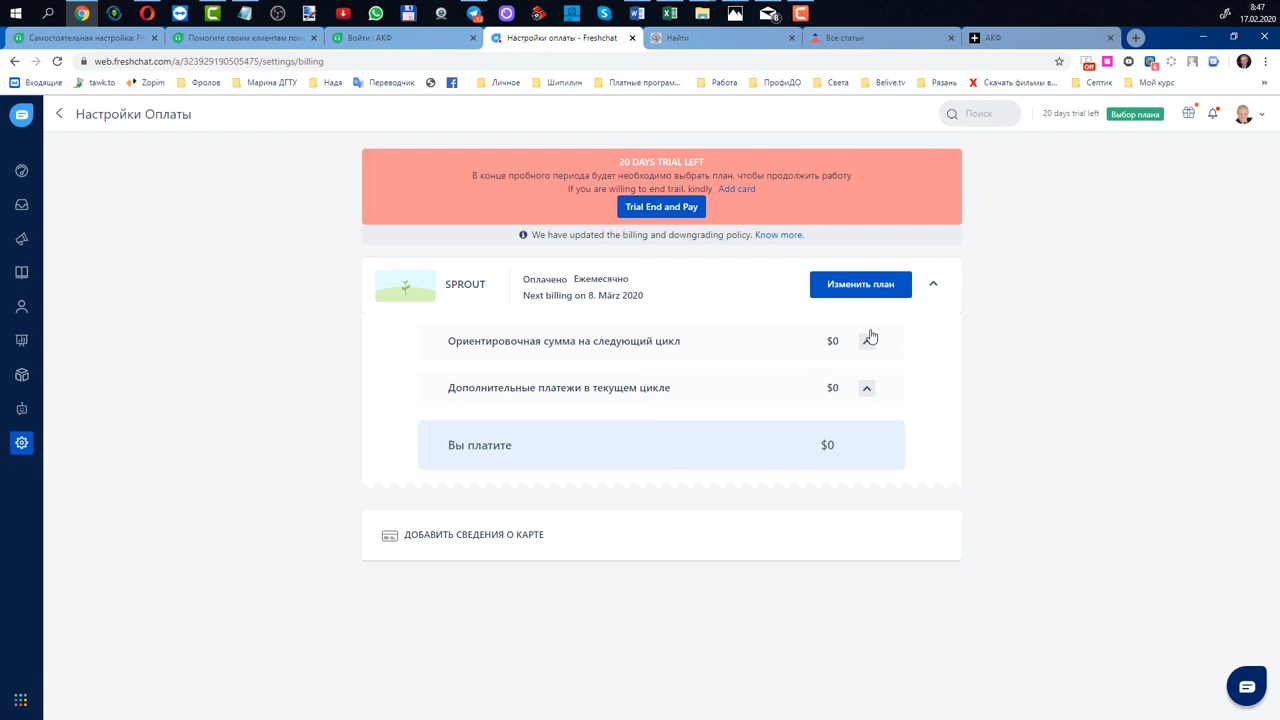 8:47
17.02.2020
Самостоятельная настройка: Fr
Помогите своим клиентам пом
Войти : АКФ
Настройки оплаты - Freshchat
Найти
Все статьи
АКФ
web.freshchat.com/a/323929190505475/settings/billing
Входящие
tawk.to
Zopim
Фролов
Марина ДГТУ
Надя
Переводчик
Личное
Шипилин
Платные програм...
Работа
ПрофиДО
Света
Belive.tv
Рязань
Скачать фильмы в...
Септик
Мой курс
Настройки Оплаты
Поиск
20 days trial left
Выбор плана
20 DAYS TRIAL LEFT
В конце пробного периода будет необходимо выбрать план, чтобы продолжить работу
If you are willing to end trail, kindly Add card
Trial End and Pay
We have updated the billing and downgrading policy. Know more.
SPROUT
Оплачено Ежемесячно
Next billing on 8. März 2020
Изменить план
Ориентировочная сумма на следующий цикл $0
Дополнительные платежи в текущем цикле $0
Вы платите $0
ДОБАВИТЬ СВЕДЕНИЯ О КАРТЕ